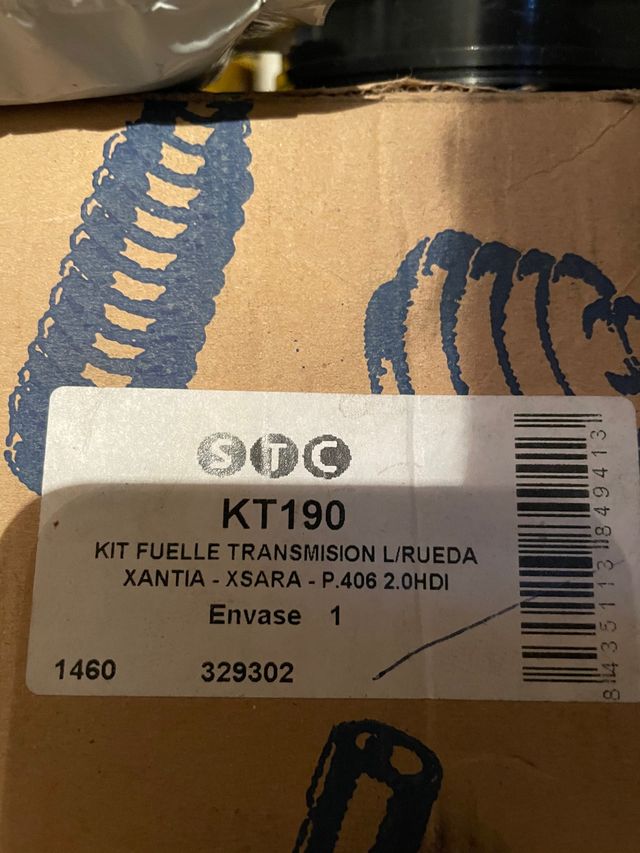 STC
KT190
KIT FUELLE TRANSMISION L/RUEDA
XANTIA - XSARA - P.406 2.0HDI
Envase 1
1460 329302
8435113849413